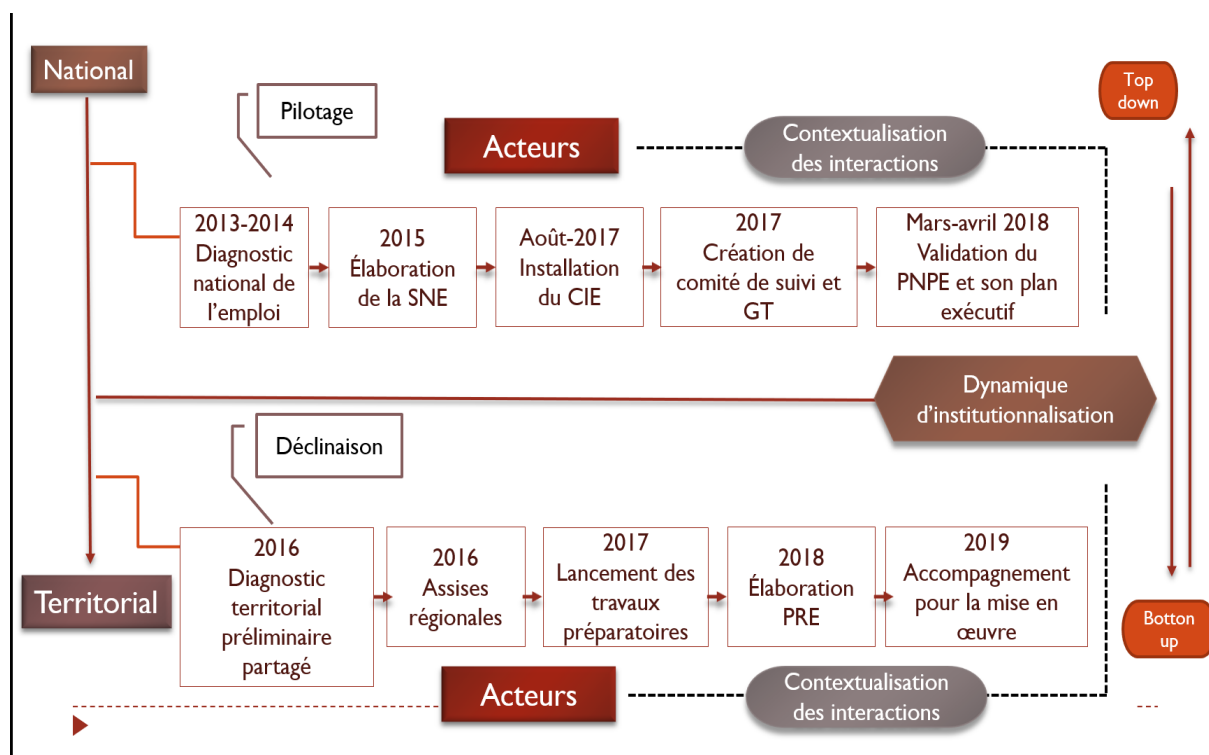 National
Pilotage
Acteurs
Contextualisation
des interactions
Top
down
2013-2014
Diagnostic
national de
l'emploi
2015
Élaboration
de la SNE
Août-2017
Installation
du CIE
2017
Création de
comité de suivi et
GT
Mars-avril 2018
Validation du
PNPE et son plan
exécutif
Dynamique
d'institutionnalisation
Déclinaison
Territorial
2016
Diagnostic
territorial
préliminaire
partagé
2016
Assises
régionales
2017
Lancement des
travaux
préparatoires
2018
Élaboration
PRE
2019
Accompagnement
pour la mise en
œuvre
Botton
up
Acteurs
Contextualisation
des interactions